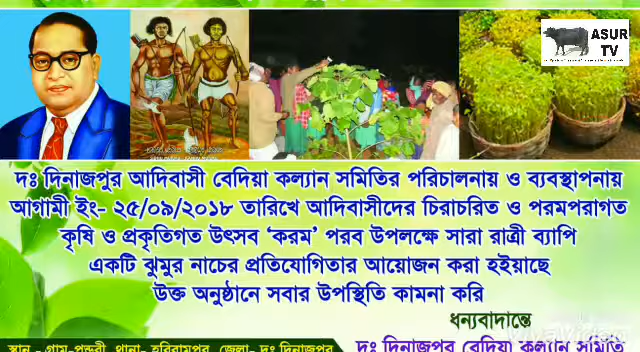 ASUR
TV
দঃ দিনাজপুর আদিবাসী বেদিয়া কল্যান সমিতির পরিচালনায় ও ব্যবস্থাপনায়
আগামী ইং- ২৫/০৯/২০১৮ তারিখে আদিবাসীদের চিরাচরিত ও পরমপরাগত
কৃষি ও প্রকৃতিগত উৎসব ‘করম’ পরব উপলক্ষে সারা রাত্রী ব্যাপি
একটি ঝুমুর নাচের প্রতিযোগিতার আয়োজন করা হইয়াছে
উক্ত অনুষ্ঠানে সবার উপস্থিতি কামনা করি
ধন্যবাদান্তে
দঃ দিনাজপুর বেদিয়া কল্যান সমিতি
স্থান - গ্রাম-পুন্ডরী, থানা- হরিরামপুর, জেলা- দঃ দিনাজপুর